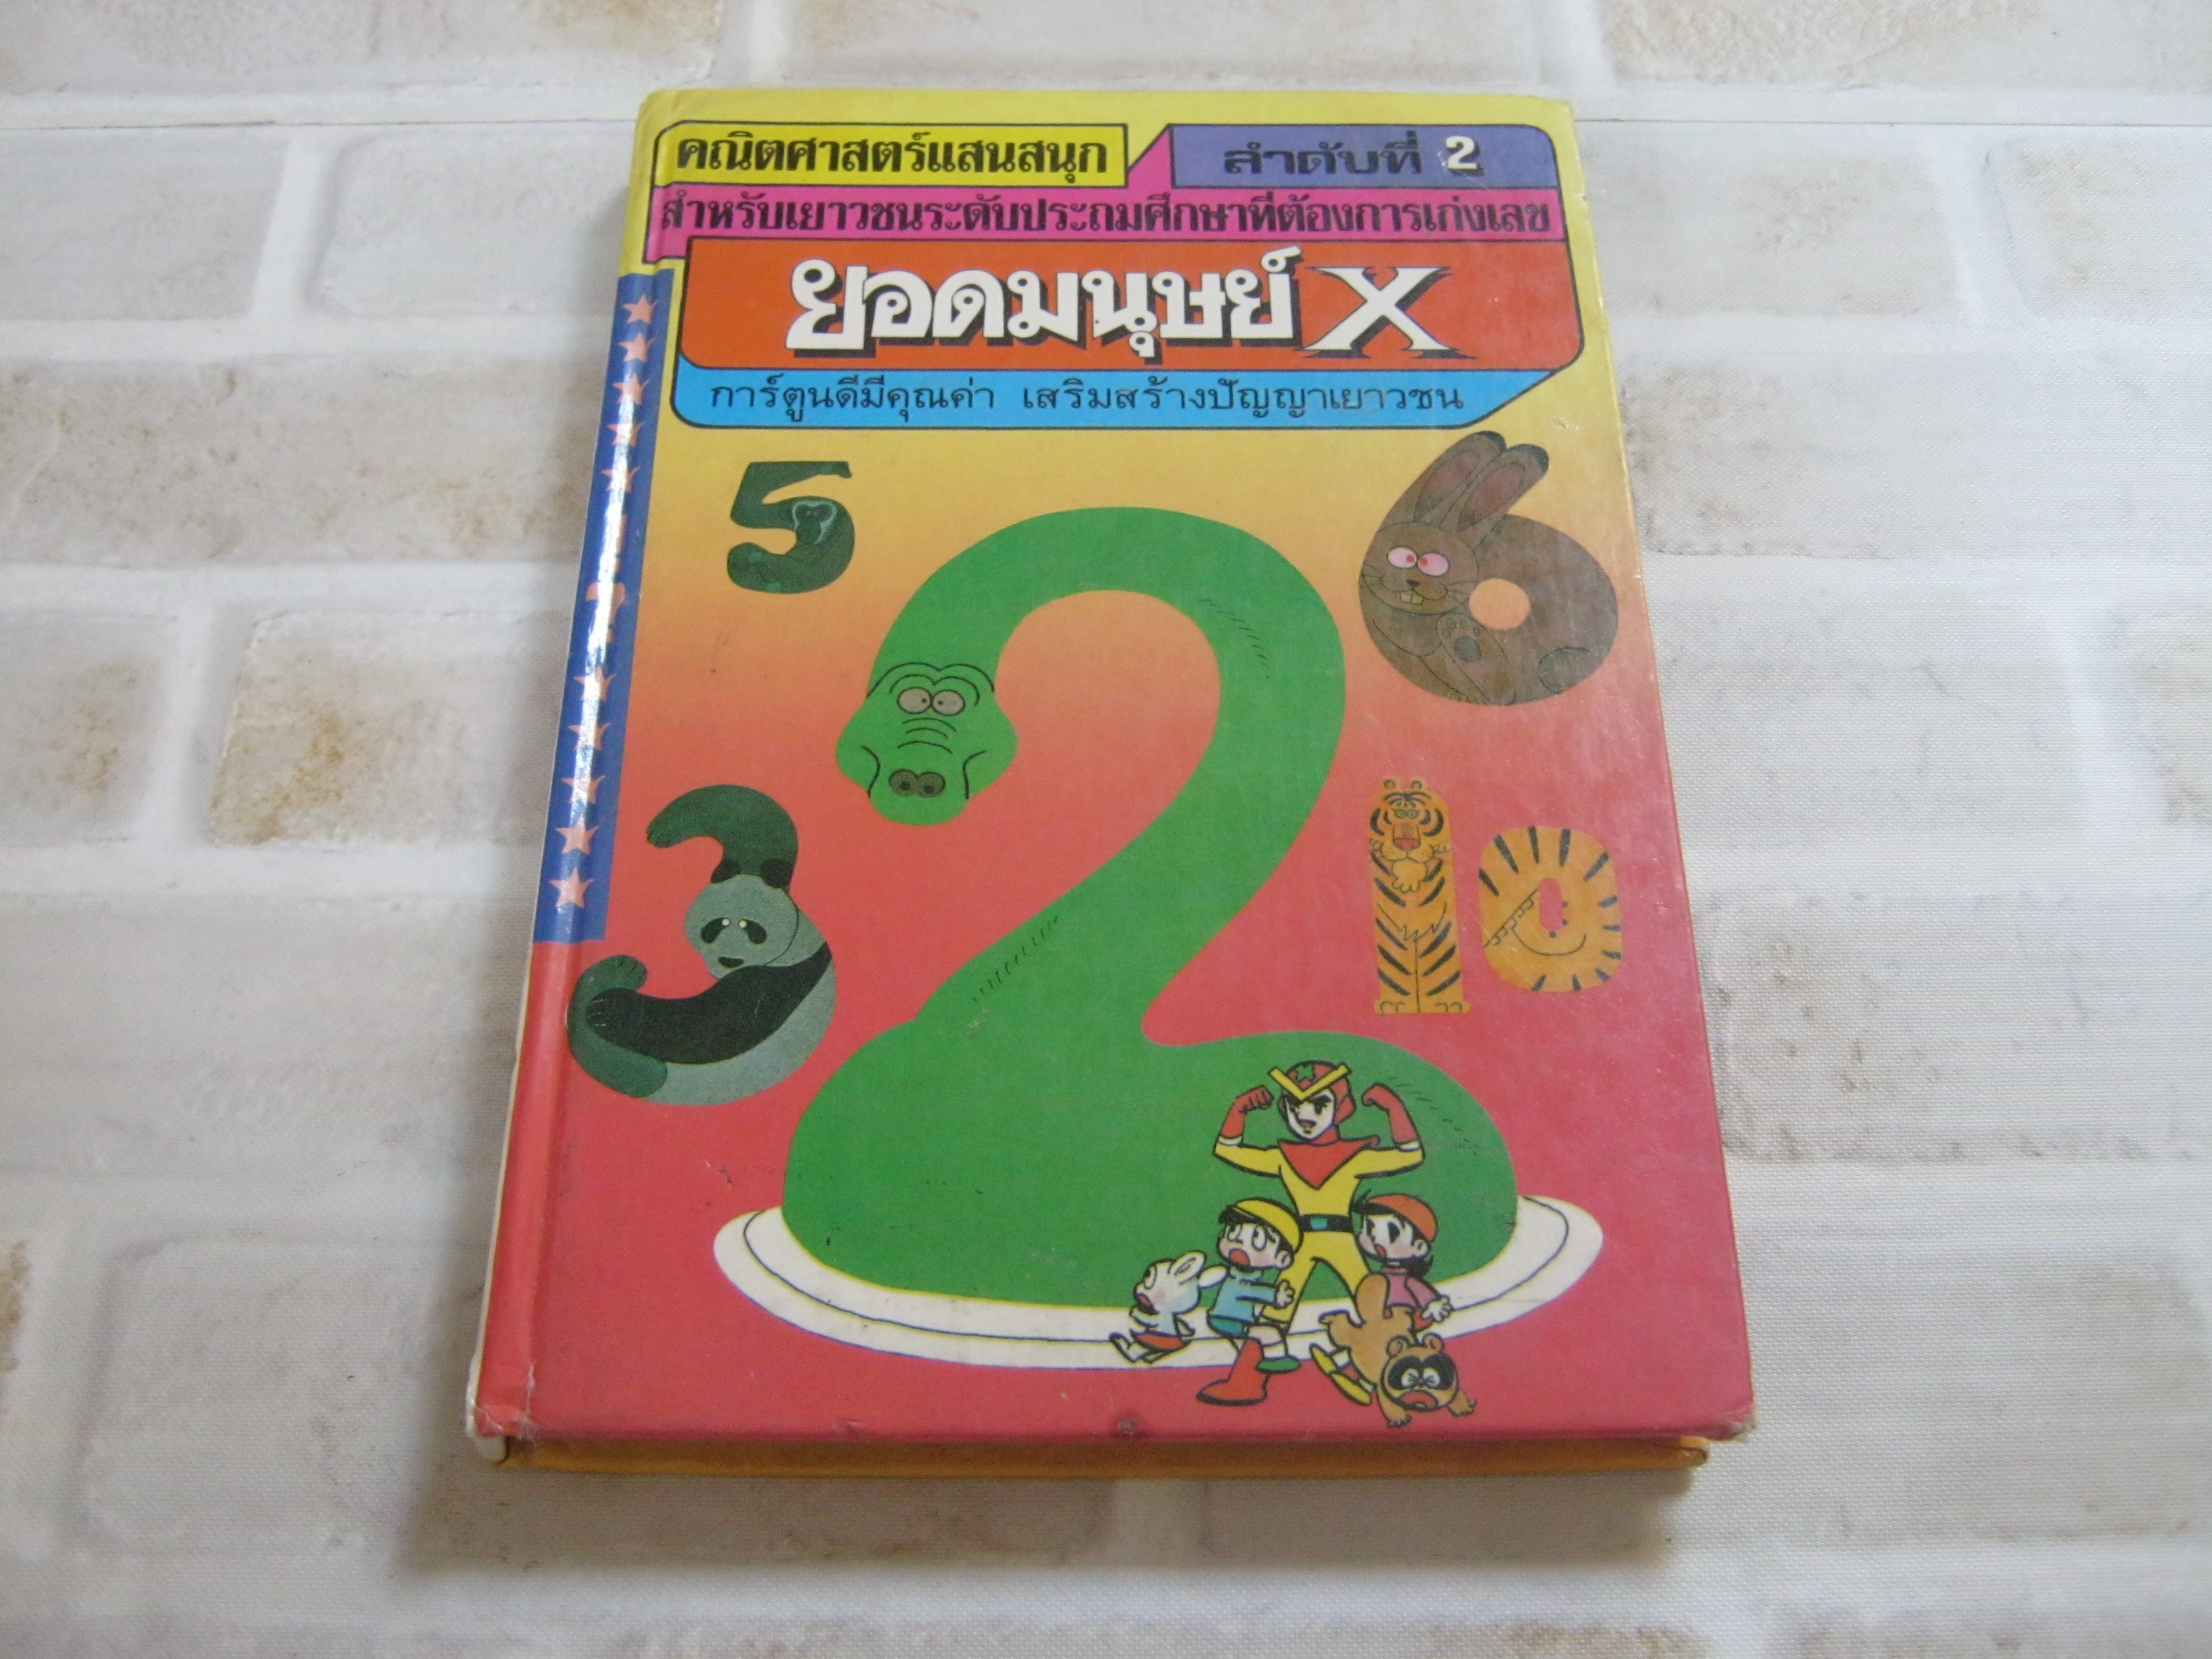 คณิตศาสตร์แสนสนุก
ลำดับที่ 2
สำหรับเยาวชนระดับประถมศึกษาที่ต้องการเก่งเลข
ยอดมนุษย์ X
การ์ตูนดีมีคุณค่า เสริมสร้างปัญญาเยาวชน
5
6
2
3
10